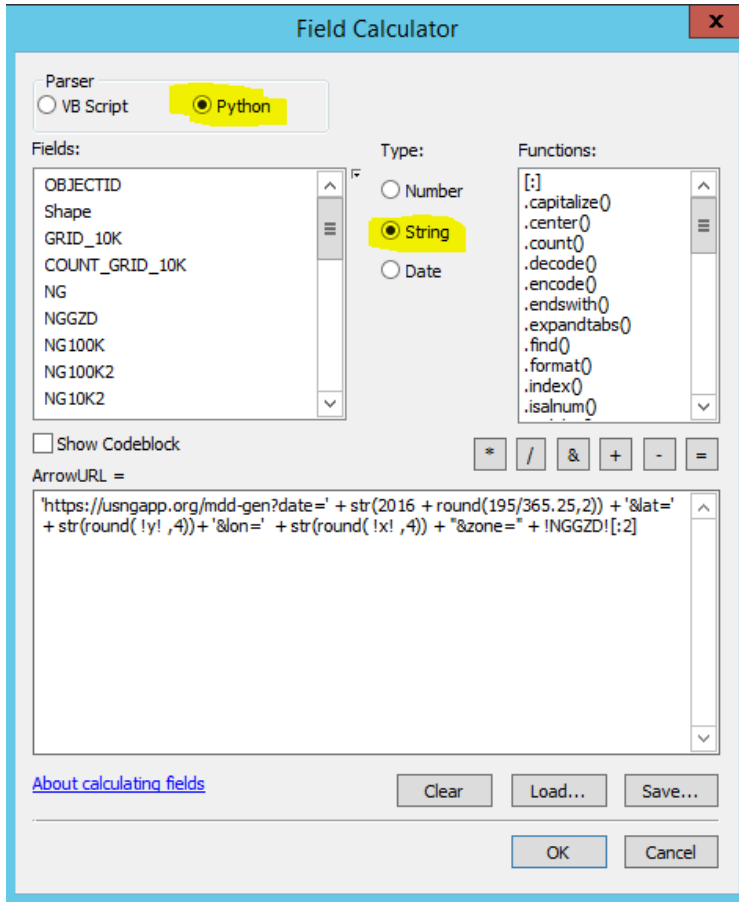 Field Calculator
x
Parser
VB Script
Python
Fields:
Type:
Functions:
OBJECTID
Shape
GRID_10K
COUNT_GRID_10K
NG
NGGZD
NG100K
NG100K2
NG10K2
Number
String
Date
[:]
.capitalize()
.center()
.count()
.decode()
.encode()
.endswith()
.expandtabs()
.find()
.format()
.index()
.isalnum()
Show Codeblock
* / & + - =
ArrowURL =
'https://usngapp.org/mdd-gen?date=' + str(2016 + round(195/365.25,2)) + '&lat='
+ str(round( !y! ,4))+ '&lon=' + str(round( !x! ,4)) + "&zone=" + !NGGZD![:2]
About calculating fields
Clear
Load...
Save...
OK
Cancel